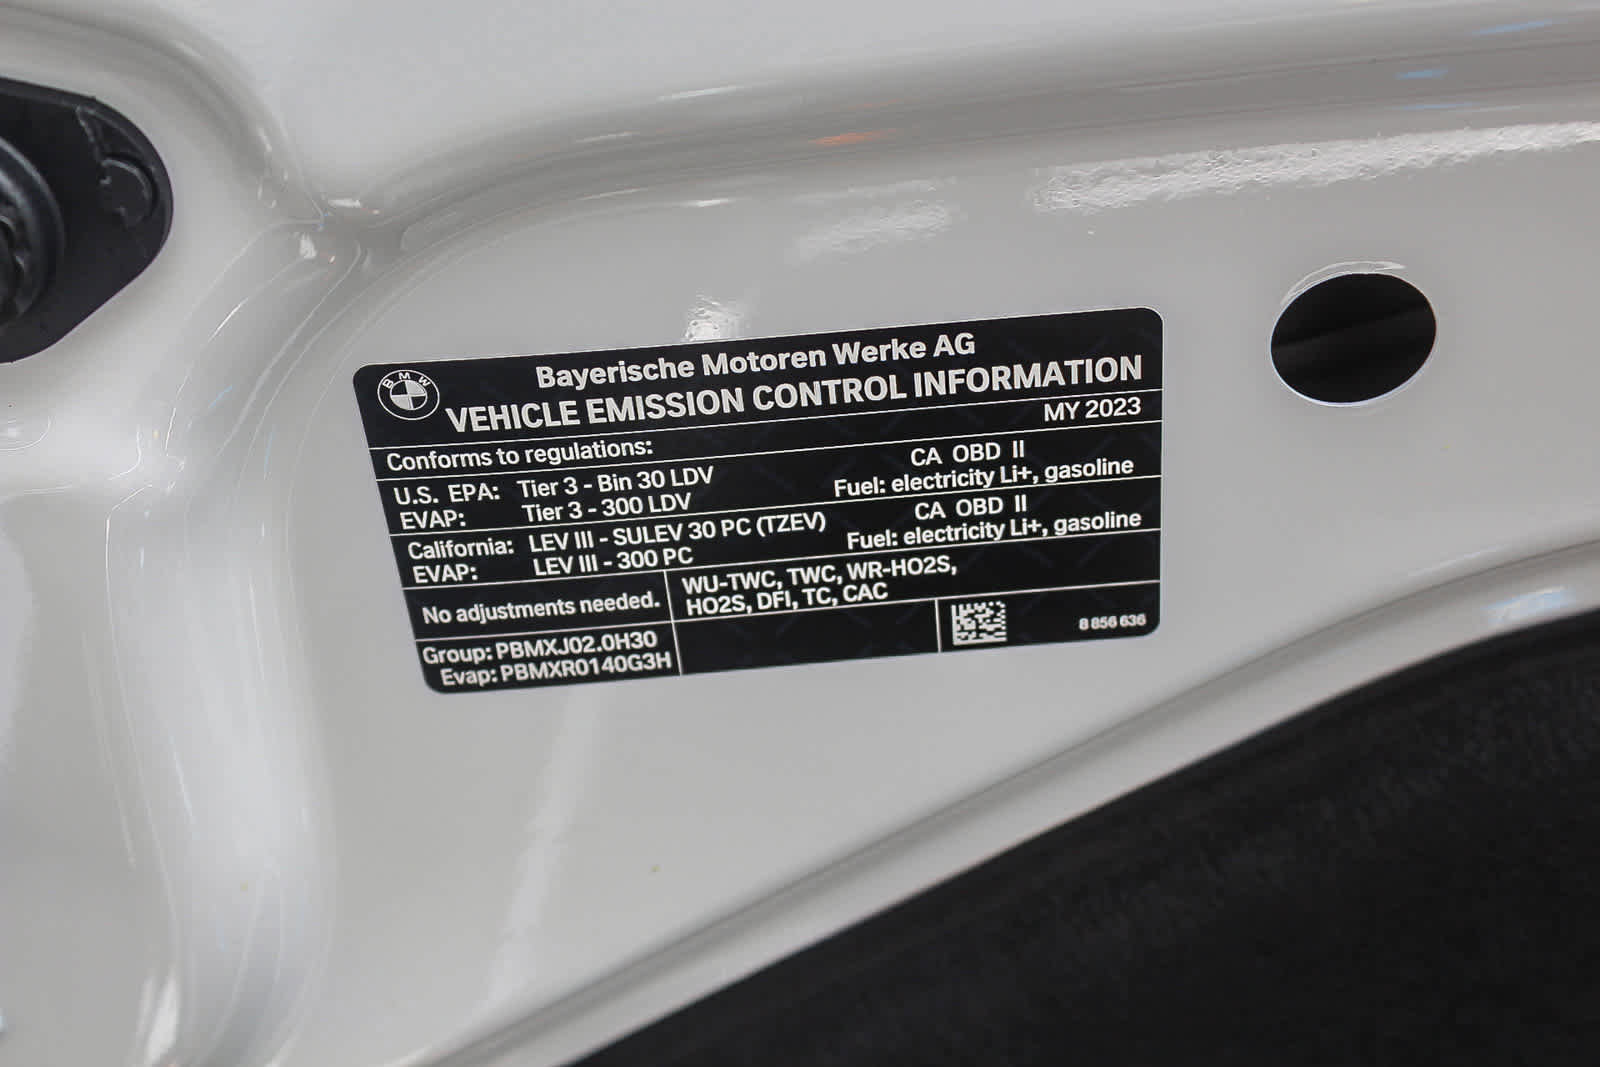 BMW
Bayerische Motoren Werke AG
VEHICLE EMISSION CONTROL INFORMATION
MY 2023
Conforms to regulations:
U.S. EPA: Tier 3 - Bin 30 LDV CA OBD II
EVAP: Tier 3 - 300 LDV Fuel: electricity Li+, gasoline
California: LEV III - SULEV 30 PC (TZEV) CA OBD II
EVAP: LEV III - 300 PC Fuel: electricity Li+, gasoline
No adjustments needed.
WU-TWC, TWC, WR-HO2S,
HO2S, DFI, TC, CAC
Group: PBMXJ02.0H30
Evap: PBMXR0140G3H
8 856 636